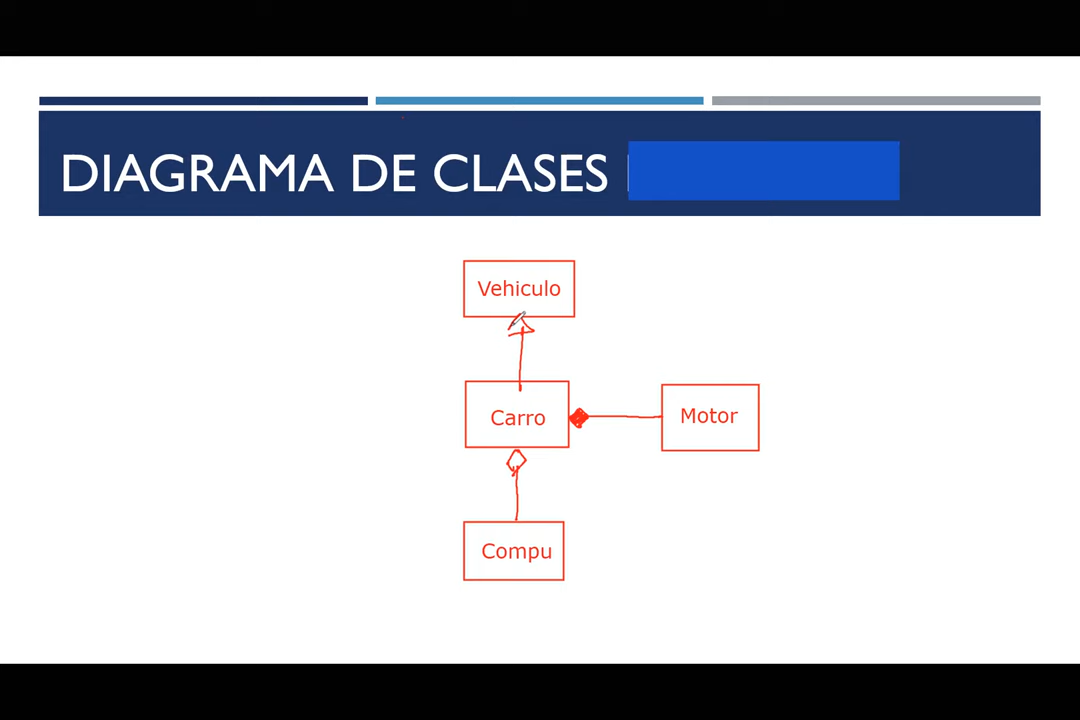 DIAGRAMA DE CLASES
Vehiculo
Carro
Motor
Compu